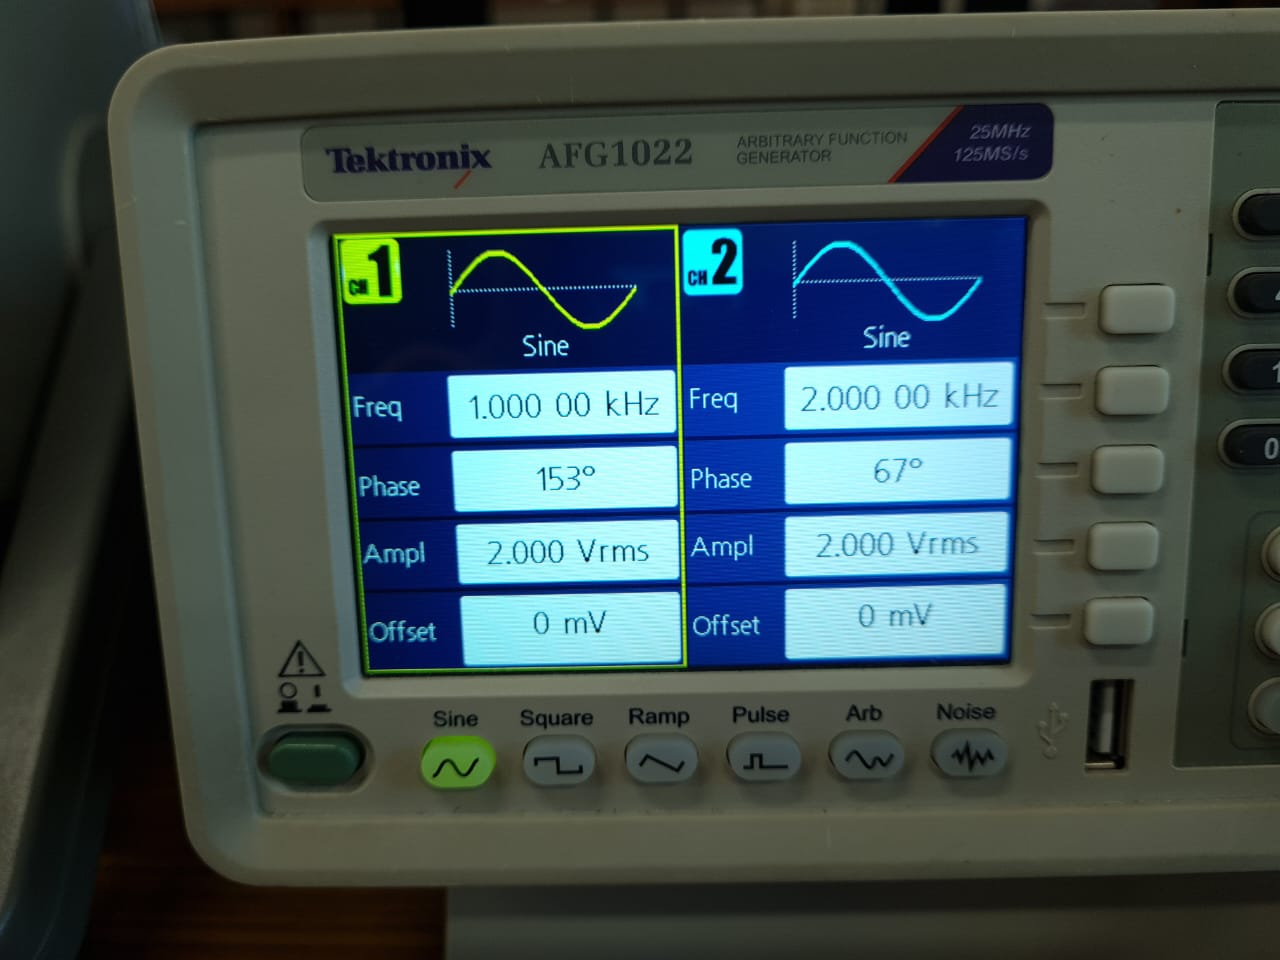 Tektronix AFG1022 ARBITRARY FUNCTION GENERATOR
25MHz
125MS/s
CH 1
Sine
Freq 1.000 00 kHz
Phase 153°
Ampl 2.000 Vrms
Offset 0 mV
CH 2
Sine
Freq 2.000 00 kHz
Phase 67°
Ampl 2.000 Vrms
Offset 0 mV
Sine Square Ramp Pulse Arb Noise
0